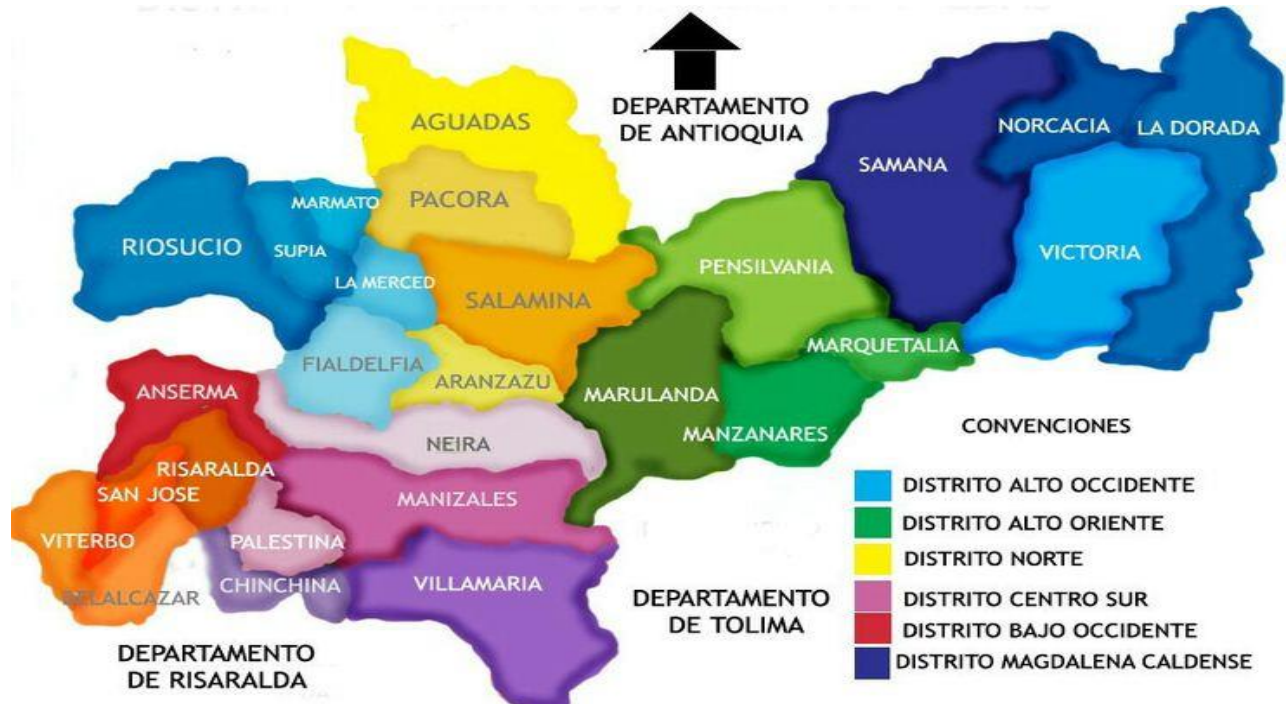 DEPARTAMENTO
DE ANTIOQUIA
AGUADAS
NORCACIA
LA DORADA
SAMANA
PACORA
MARMATO
RIOSUCIO
SUPIA
VICTORIA
PENSILVANIA
LA MERCED
SALAMINA
MARQUETALIA
FIALDELFIA
ARANZAZU
ANSERMA
MARULANDA
MANZANARES
NEIRA
RISARALDA
SAN JOSE
MANIZALES
VITERBO
PALESTINA
CHINCHINA
VILLAMARIA
BELALCAZAR
DEPARTAMENTO
DE TOLIMA
DEPARTAMENTO
DE RISARALDA
CONVENCIONES
DISTRITO ALTO OCCIDENTE
DISTRITO ALTO ORIENTE
DISTRITO NORTE
DISTRITO CENTRO SUR
DISTRITO BAJO OCCIDENTE
DISTRITO MAGDALENA CALDENSE